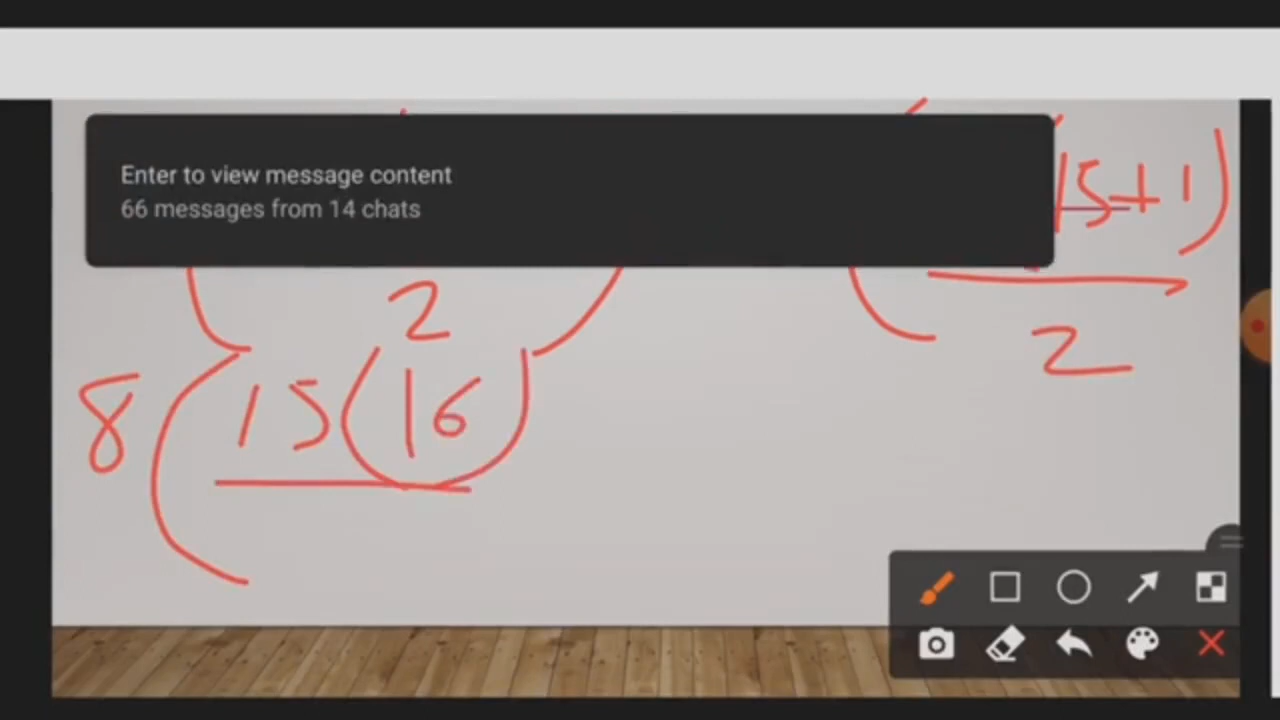 Enter to view message content
66 messages from 14 chats
15+1)
2
2
8(15(16)